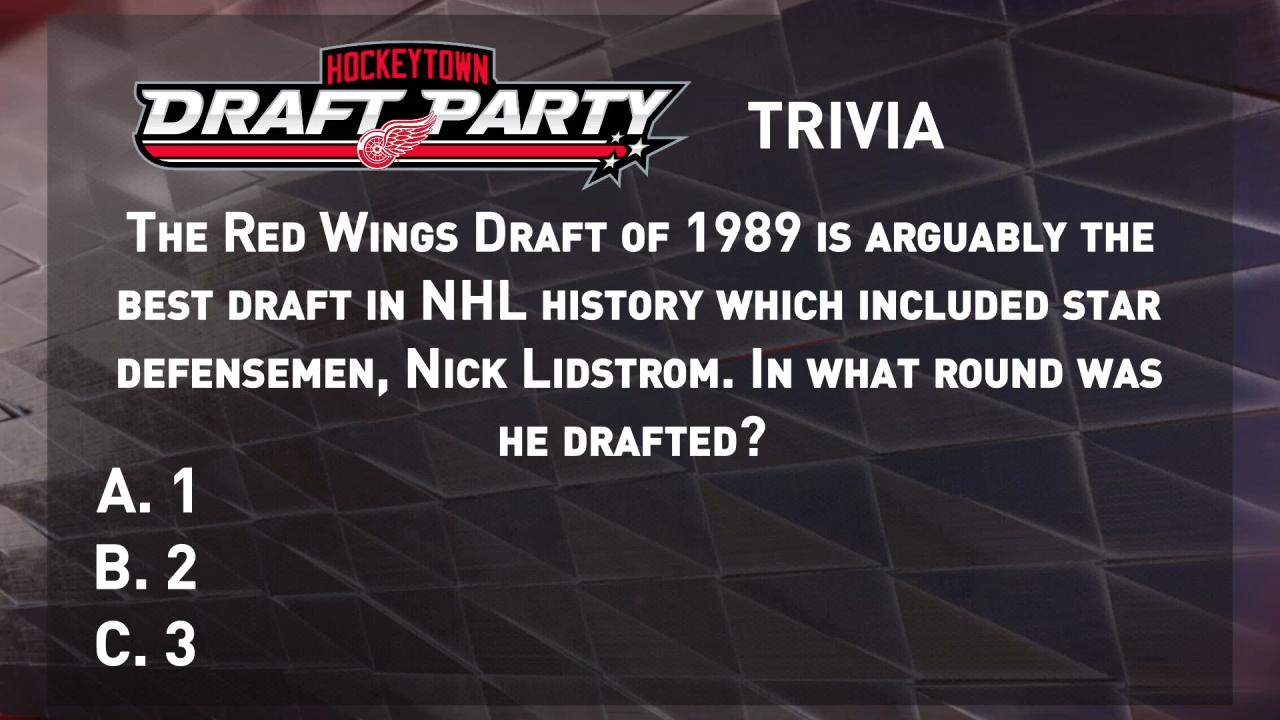 HOCKEYTOWN
DRAFT PARTY
TRIVIA
The Red Wings Draft of 1989 is arguably the
best draft in NHL history which included star
defensemen, Nick Lidstrom. In what round was
he drafted?
A. 1
B. 2
C. 3